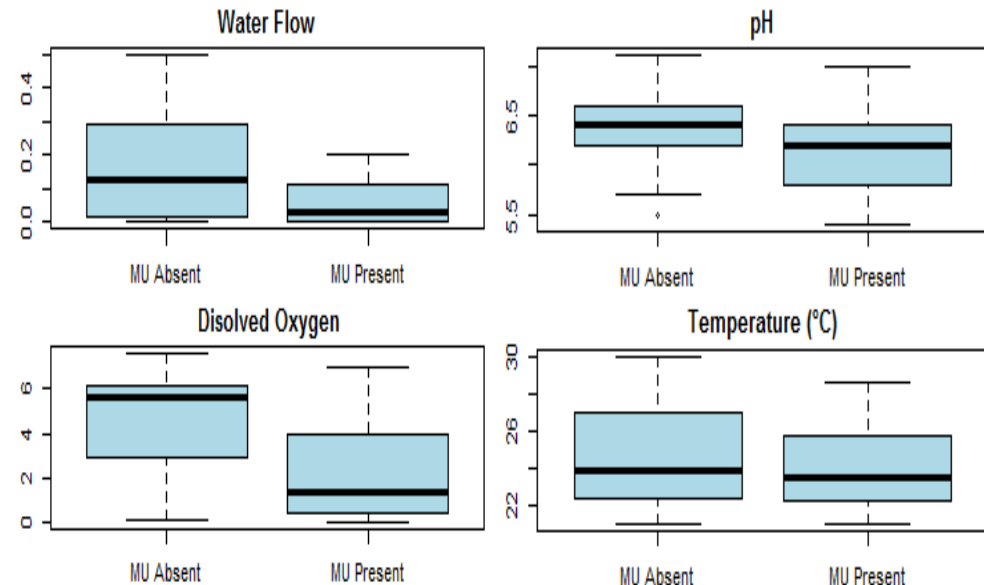 Water Flow
0.4
0.2
0.0
MU Absent
MU Present
pH
6.5
5.5
MU Absent
MU Present
Disolved Oxygen
6
4
2
0
MU Absent
MU Present
Temperature (ºC)
30
26
22
MU Absent
MU Present